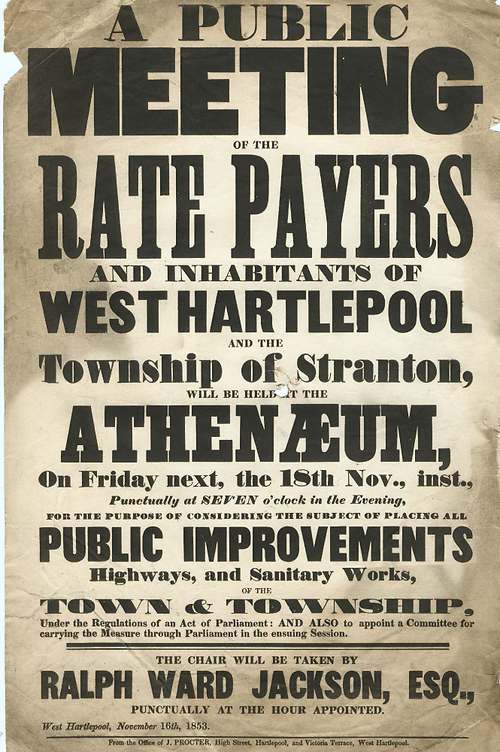 A PUBLIC
MEETING
OF THE
RATE PAYERS
AND INHABITANTS OF
WEST HARTLEPOOL
AND THE
Township of Stranton,
WILL BE HELD AT THE
ATHENÆUM,
On Friday next, the 18th Nov., inst.,
Punctually at SEVEN o'clock in the Evening,
FOR THE PURPOSE OF CONSIDERING THE SUBJECT OF PLACING ALL
PUBLIC IMPROVEMENTS
Highways, and Sanitary Works,
OF THE
TOWN & TOWNSHIP,
Under the Regulations of an Act of Parliament: AND ALSO to appoint a Committee for
carrying the Measure through Parliament in the ensuing Session.
THE CHAIR WILL BE TAKEN BY
RALPH WARD JACKSON, ESQ.,
PUNCTUALLY AT THE HOUR APPOINTED.
West Hartlepool, November 16th, 1853.
From the Office of J. PROCTER, High Street, Hartlepool, and Victoria Terrace, West Hartlepool.